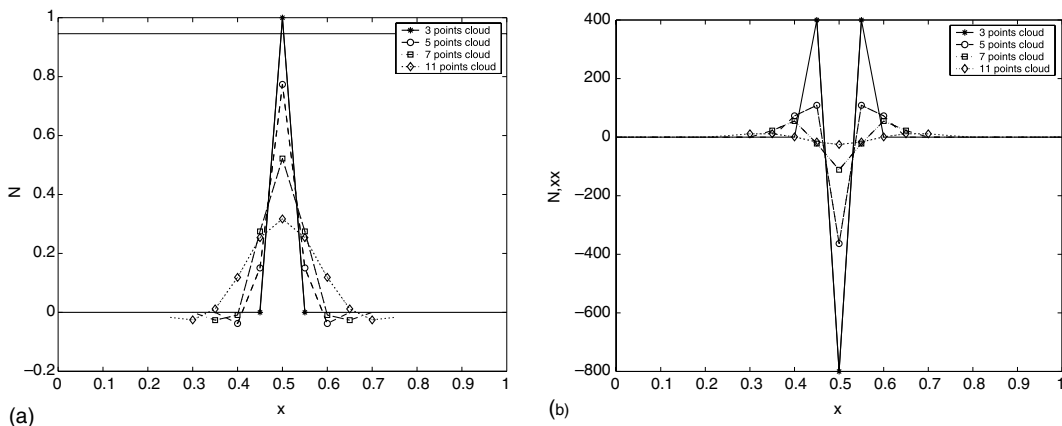 1
0.8
0.6
0.4
0.2
0
−0.2
N
0 0.1 0.2 0.3 0.4 0.5 0.6 0.7 0.8 0.9 1
x
3 points cloud
5 points cloud
7 points cloud
11 points cloud
(a)
400
200
0
−200
−400
−600
−800
N,xx
0 0.1 0.2 0.3 0.4 0.5 0.6 0.7 0.8 0.9 1
x
3 points cloud
5 points cloud
7 points cloud
11 points cloud
(b)